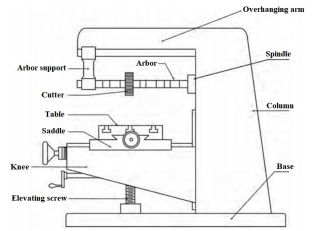 Overhanging arm
Spindle
Arbor
Arbor support
Cutter
Column
Table
Saddle
Knee
Base
Elevating screw